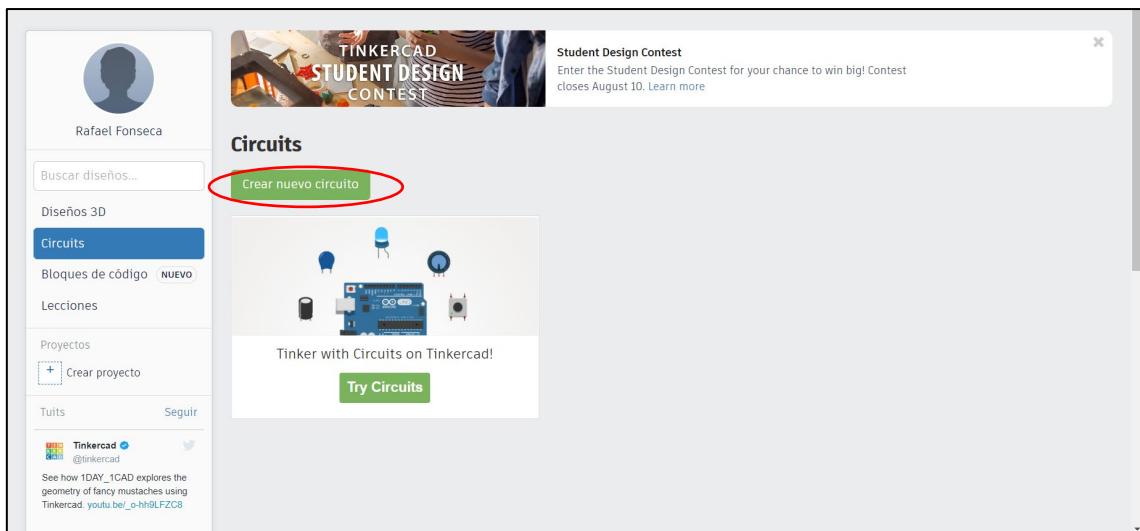 Rafael Fonseca
Buscar diseños...
Diseños 3D
Circuits
Bloques de código NUEVO
Lecciones
Proyectos
+ Crear proyecto
Tuits Seguir
Tinkercad
@tinkercad
See how 1DAY_1CAD explores the
geometry of fancy mustaches using
Tinkercad. youtu.be/_o-hh9LFZC8
TINKERCAD
STUDENT DESIGN
CONTEST
Student Design Contest
Enter the Student Design Contest for your chance to win big! Contest
closes August 10. Learn more
Circuits
Crear nuevo circuito
Tinker with Circuits on Tinkercad!
Try Circuits